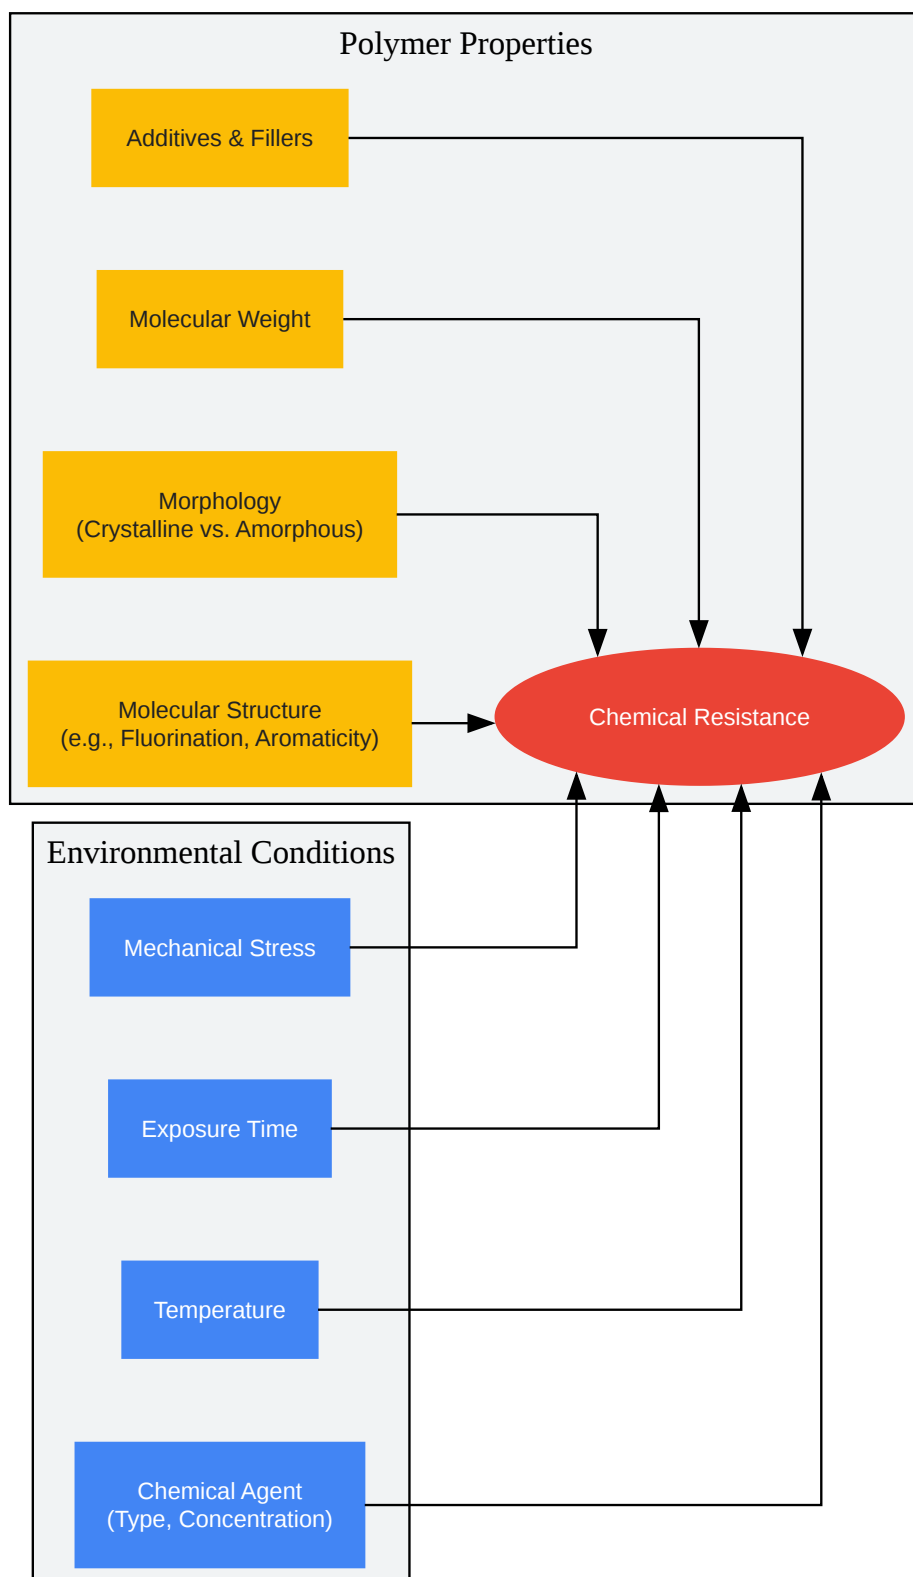 Polymer Properties
Additives & Fillers
Molecular Weight
Morphology
(Crystalline vs. Amorphous)
Molecular Structure
(e.g., Fluorination, Aromaticity)
Chemical Resistance
Environmental Conditions
Mechanical Stress
Exposure Time
Temperature
Chemical Agent
(Type, Concentration)